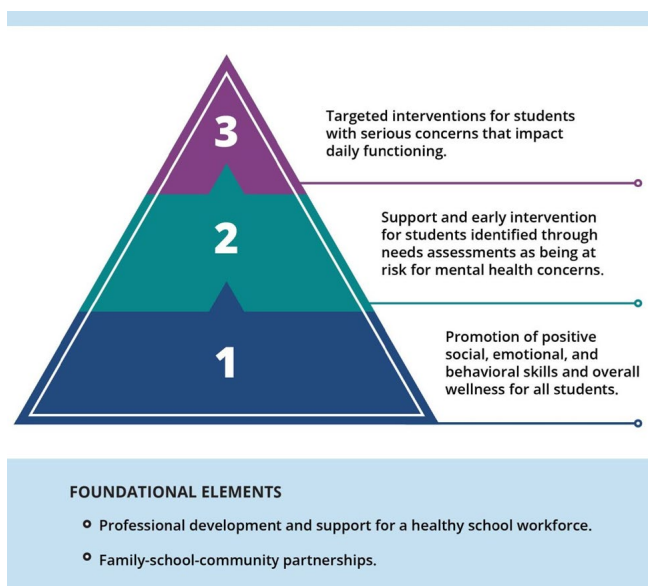 3
Targeted interventions for students
with serious concerns that impact
daily functioning.
2
Support and early intervention
for students identified through
needs assessments as being at
risk for mental health concerns.
1
Promotion of positive
social, emotional, and
behavioral skills and overall
wellness for all students.
FOUNDATIONAL ELEMENTS
Professional development and support for a healthy school workforce.
Family-school-community partnerships.